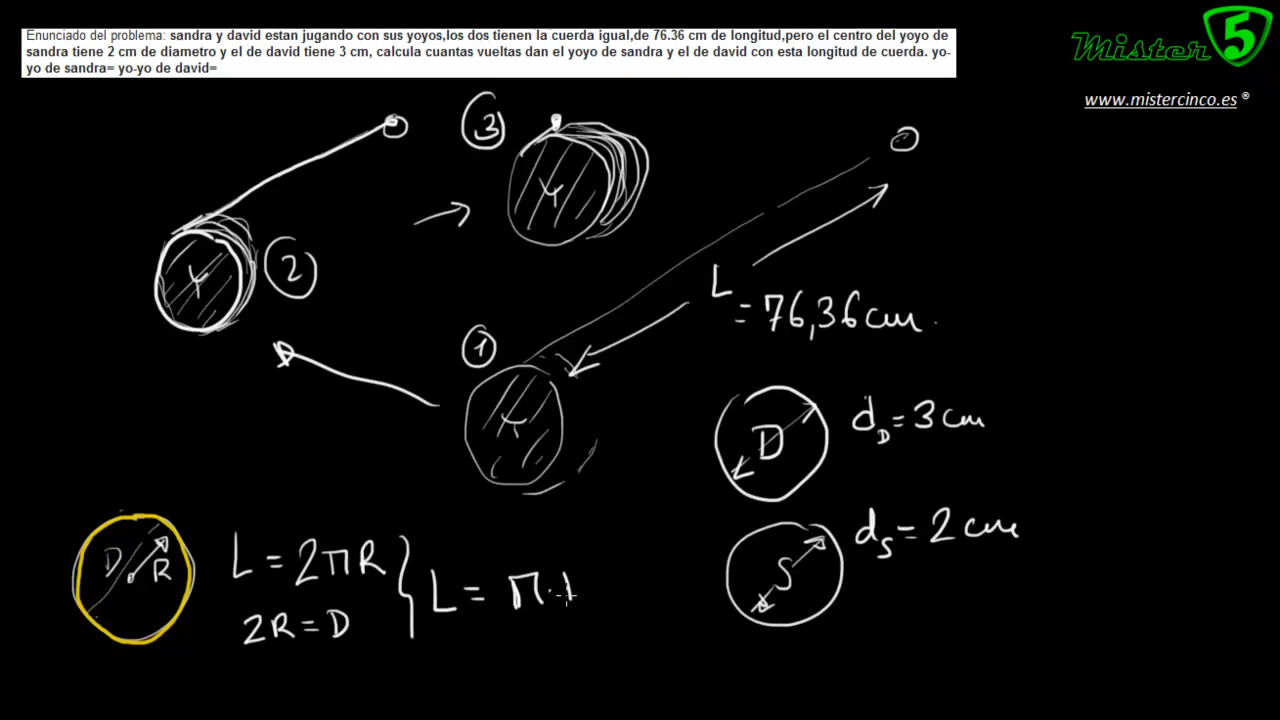 Enunciado del problema: sandra y david estan jugando con sus yoyos,los dos tienen la cuerda igual,de 76.36 cm de longitud,pero el centro del yoyo de
sandra tiene 2 cm de diametro y el de david tiene 3 cm, calcula cuantas vueltas dan el yoyo de sandra y el de david con esta longitud de cuerda. yo-
yo de sandra= yo-yo de david=
Mister 5
www.mistercinco.es ®
3
Y
2
Y
L
= 76,36 cm.
1
Y
D
d_D = 3 cm
S
d_S = 2 cm
D R
L = 2πR
2R = D
L = π·